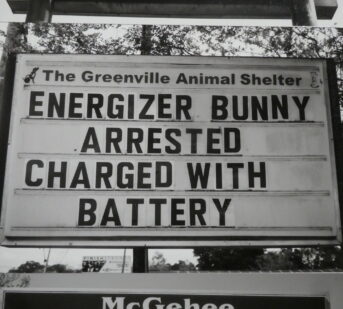 The Greenville Animal Shelter
ENERGIZER BUNNY
ARRESTED
CHARGED WITH
BATTERY
McGehee